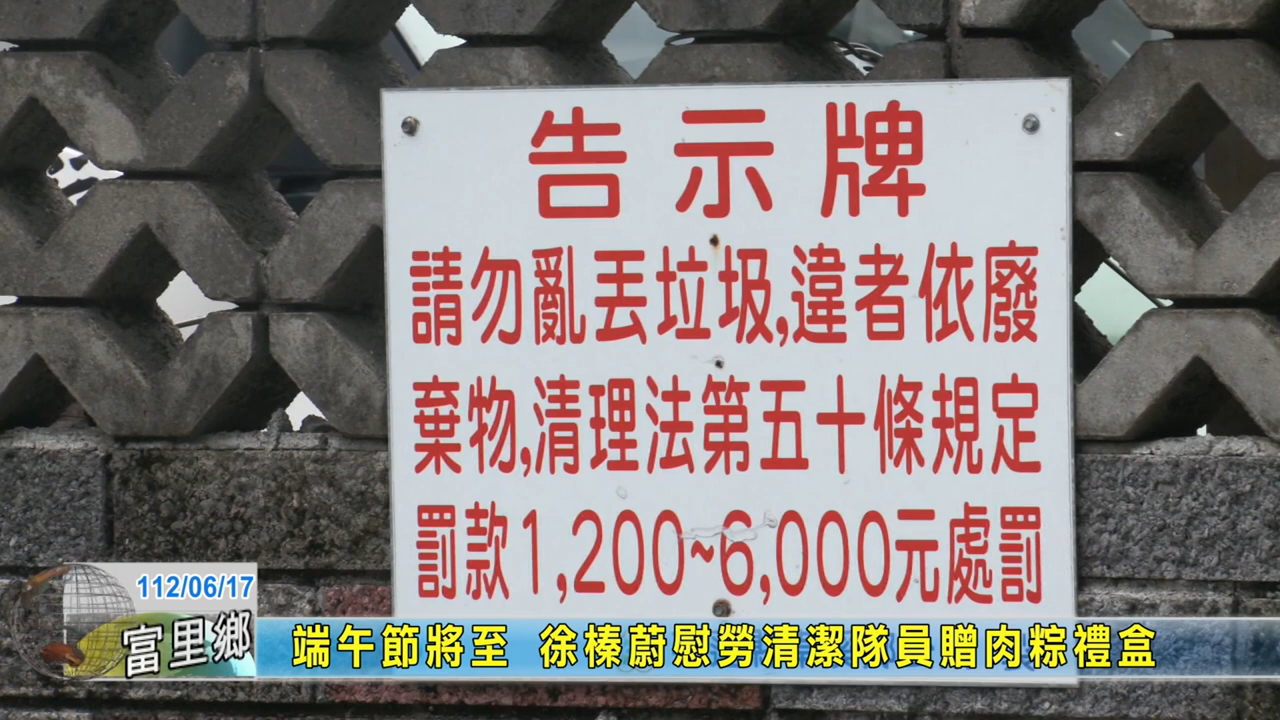 告示牌
請勿亂丟垃圾,違者依廢
棄物,清理法第五十條規定
罰款1,200~6,000元處罰
112/06/17
富里鄉
端午節將至 徐榛蔚慰勞清潔隊員贈肉粽禮盒